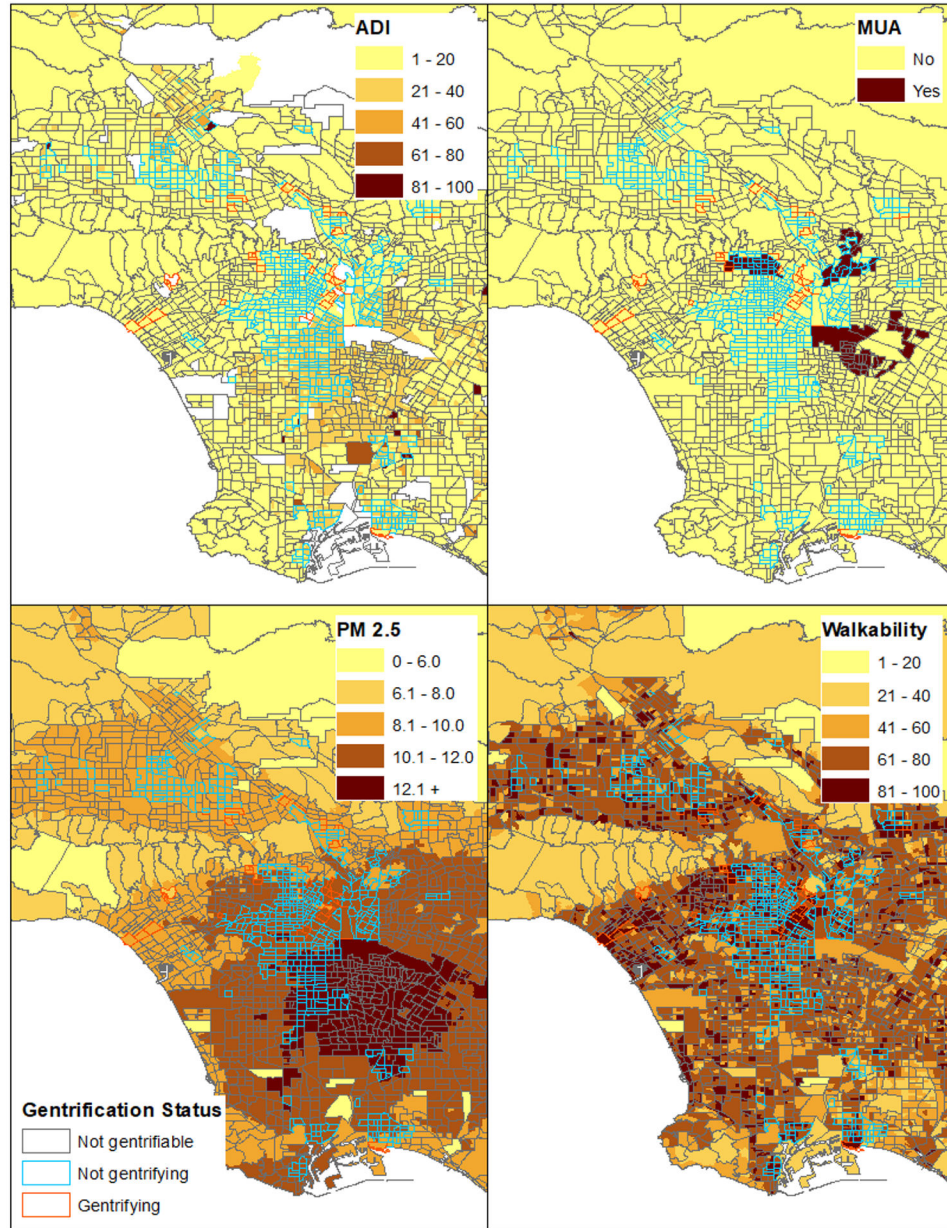 ADI
1 - 20
21 - 40
41 - 60
61 - 80
81 - 100
MUA
No
Yes
PM 2.5
0 - 6.0
6.1 - 8.0
8.1 - 10.0
10.1 - 12.0
12.1 +
Walkability
1 - 20
21 - 40
41 - 60
61 - 80
81 - 100
Gentrification Status
Not gentrifiable
Not gentrifying
Gentrifying